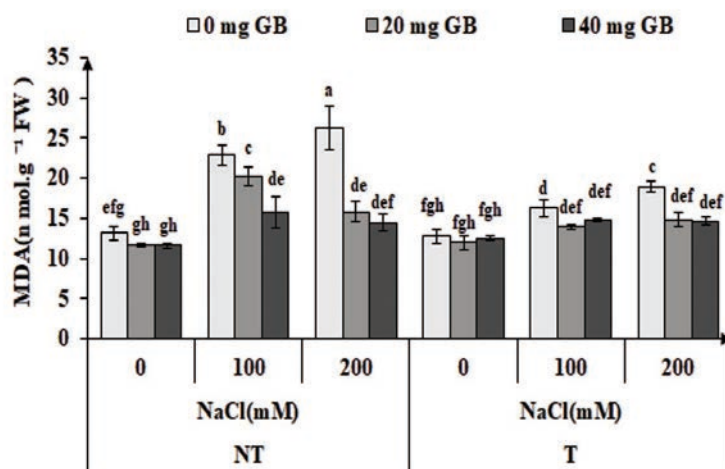 0 mg GB 20 mg GB 40 mg GB
MDA(n mol.g ⁻¹ FW )
35
30
25
20
15
10
5
0
efg gh gh b c de a de def fgh fgh fgh d def def c def def
0 100 200 0 100 200
NaCl(mM) NaCl(mM)
NT T